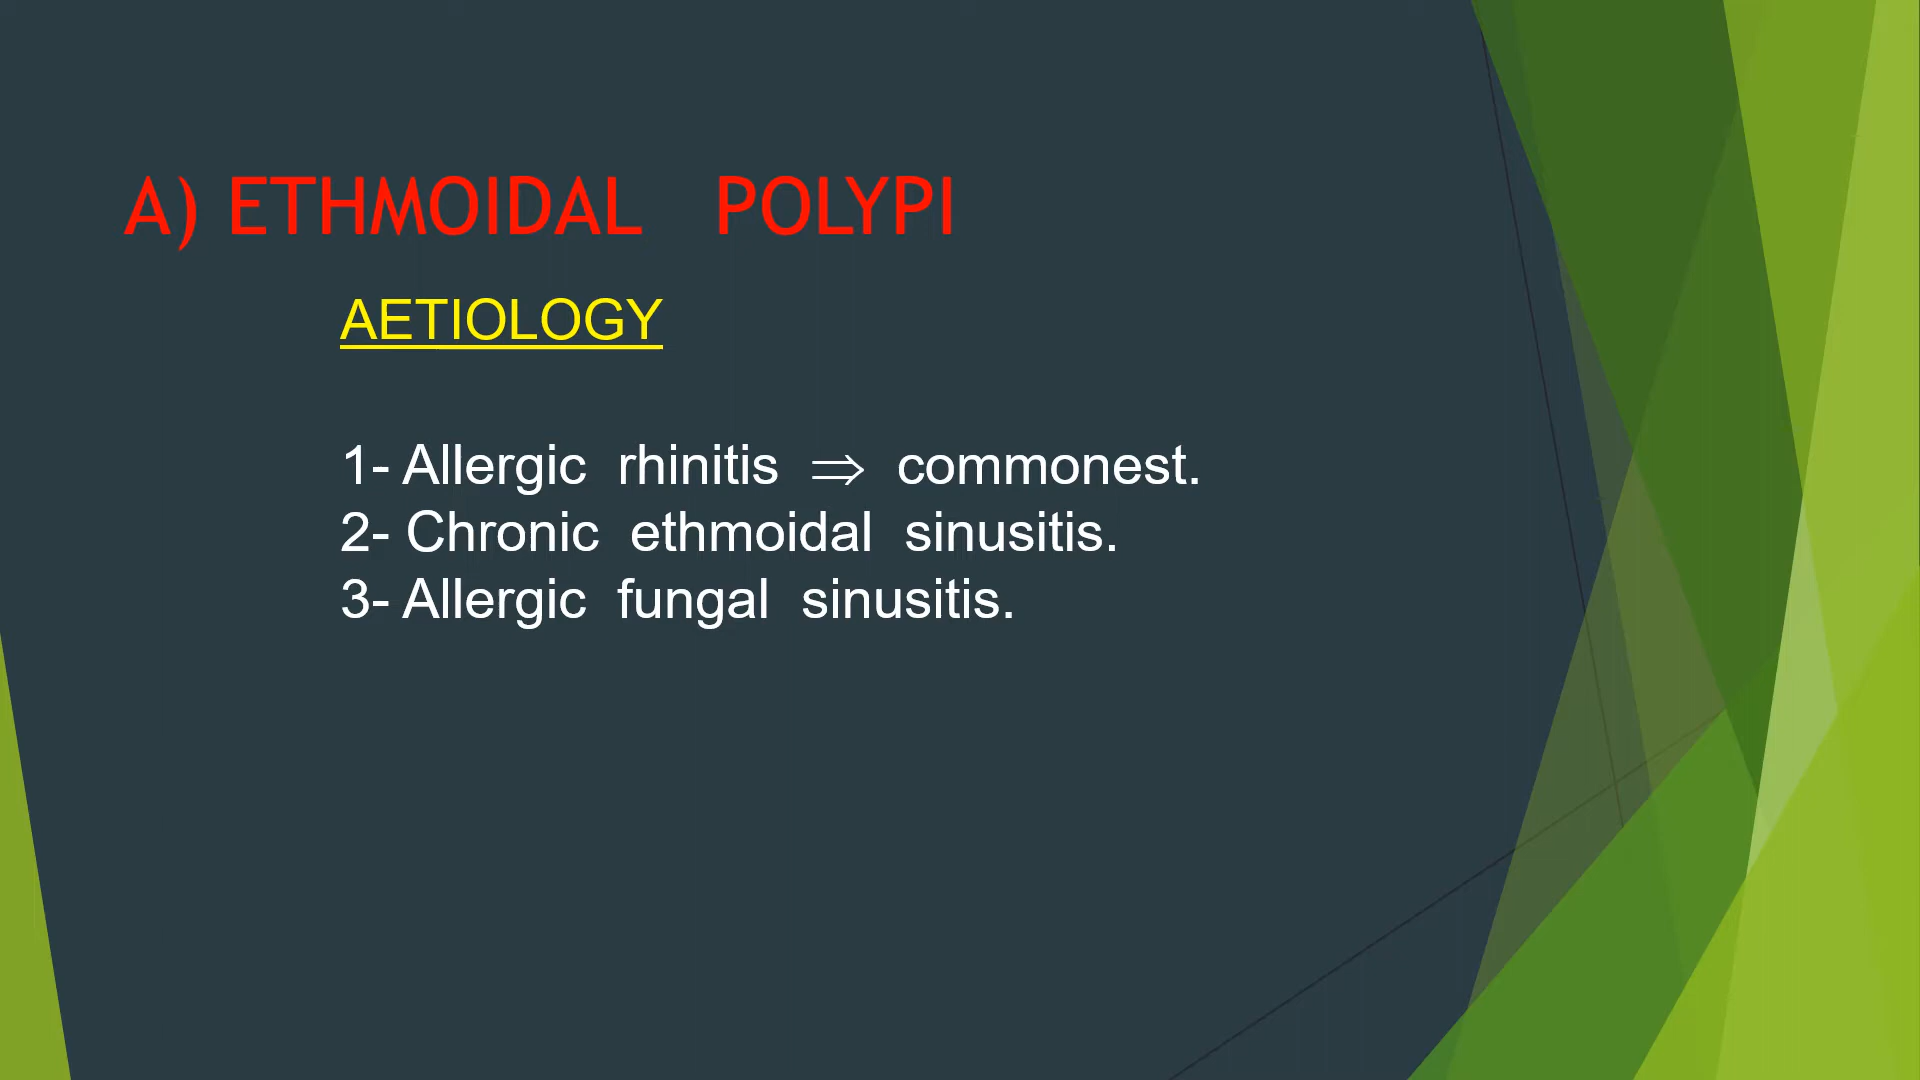 A) ETHMOIDAL POLYPI
AETIOLOGY
1- Allergic rhinitis ⇒ commonest.
2- Chronic ethmoidal sinusitis.
3- Allergic fungal sinusitis.